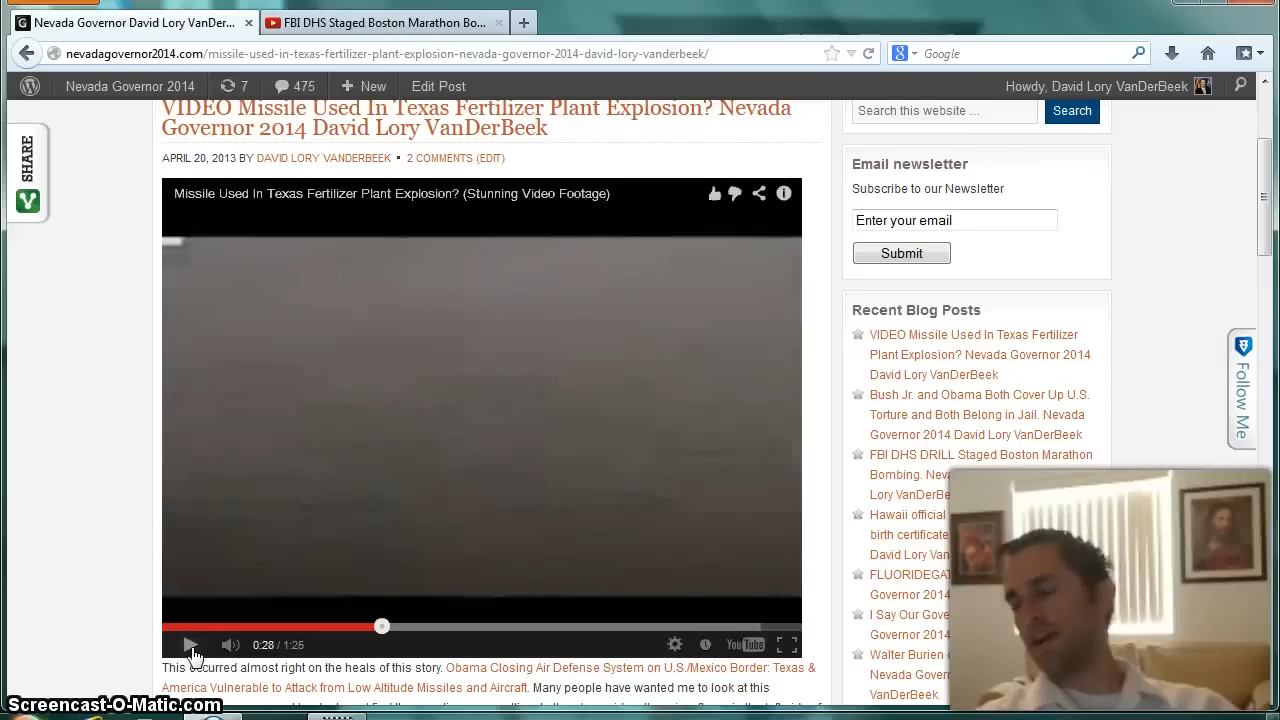 Nevada Governor David Lory VanDer...
FBI DHS Staged Boston Marathon Bo...
nevadagovernor2014.com/missile-used-in-texas-fertilizer-plant-explosion-nevada-governor-2014-david-lory-vanderbeek/
Google
Nevada Governor 2014
7
475
New
Edit Post
Howdy, David Lory VanDerBeek
SHARE
VIDEO Missile Used In Texas Fertilizer Plant Explosion? Nevada
Governor 2014 David Lory VanDerBeek
APRIL 20, 2013 BY DAVID LORY VANDERBEEK • 2 COMMENTS (EDIT)
Missile Used In Texas Fertilizer Plant Explosion? (Stunning Video Footage)
0:28 / 1:25
YouTube
This occurred almost right on the heals of this story. Obama Closing Air Defense System on U.S./Mexico Border: Texas &
America Vulnerable to Attack from Low Altitude Missiles and Aircraft. Many people have wanted me to look at this
Search this website ...
Search
Email newsletter
Subscribe to our Newsletter
Enter your email
Submit
Recent Blog Posts
VIDEO Missile Used In Texas Fertilizer
Plant Explosion? Nevada Governor 2014
David Lory VanDerBeek
Bush Jr. and Obama Both Cover Up U.S.
Torture and Both Belong in Jail. Nevada
Governor 2014 David Lory VanDerBeek
FBI DHS DRILL Staged Boston Marathon
Bombing. Neva
Lory VanDerBe
Hawaii official
birth certificate
David Lory Van
FLUORIDEGA
Governor 2014
I Say Our Gove
Governor 2014
Walter Burien
Nevada Govern
VanDerBeek
Follow Me
Screencast-O-Matic.com